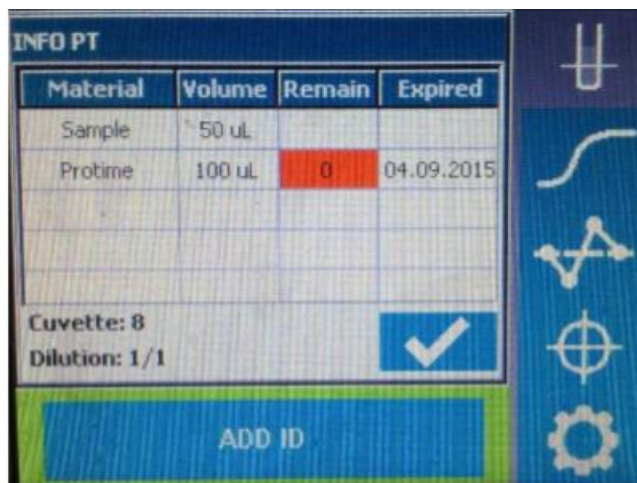 INFO PT
Material Volume Remain Expired
Sample 50 uL
Protime 100 uL 0 04.09.2015
Cuvette: 8
Dilution: 1/1
ADD ID